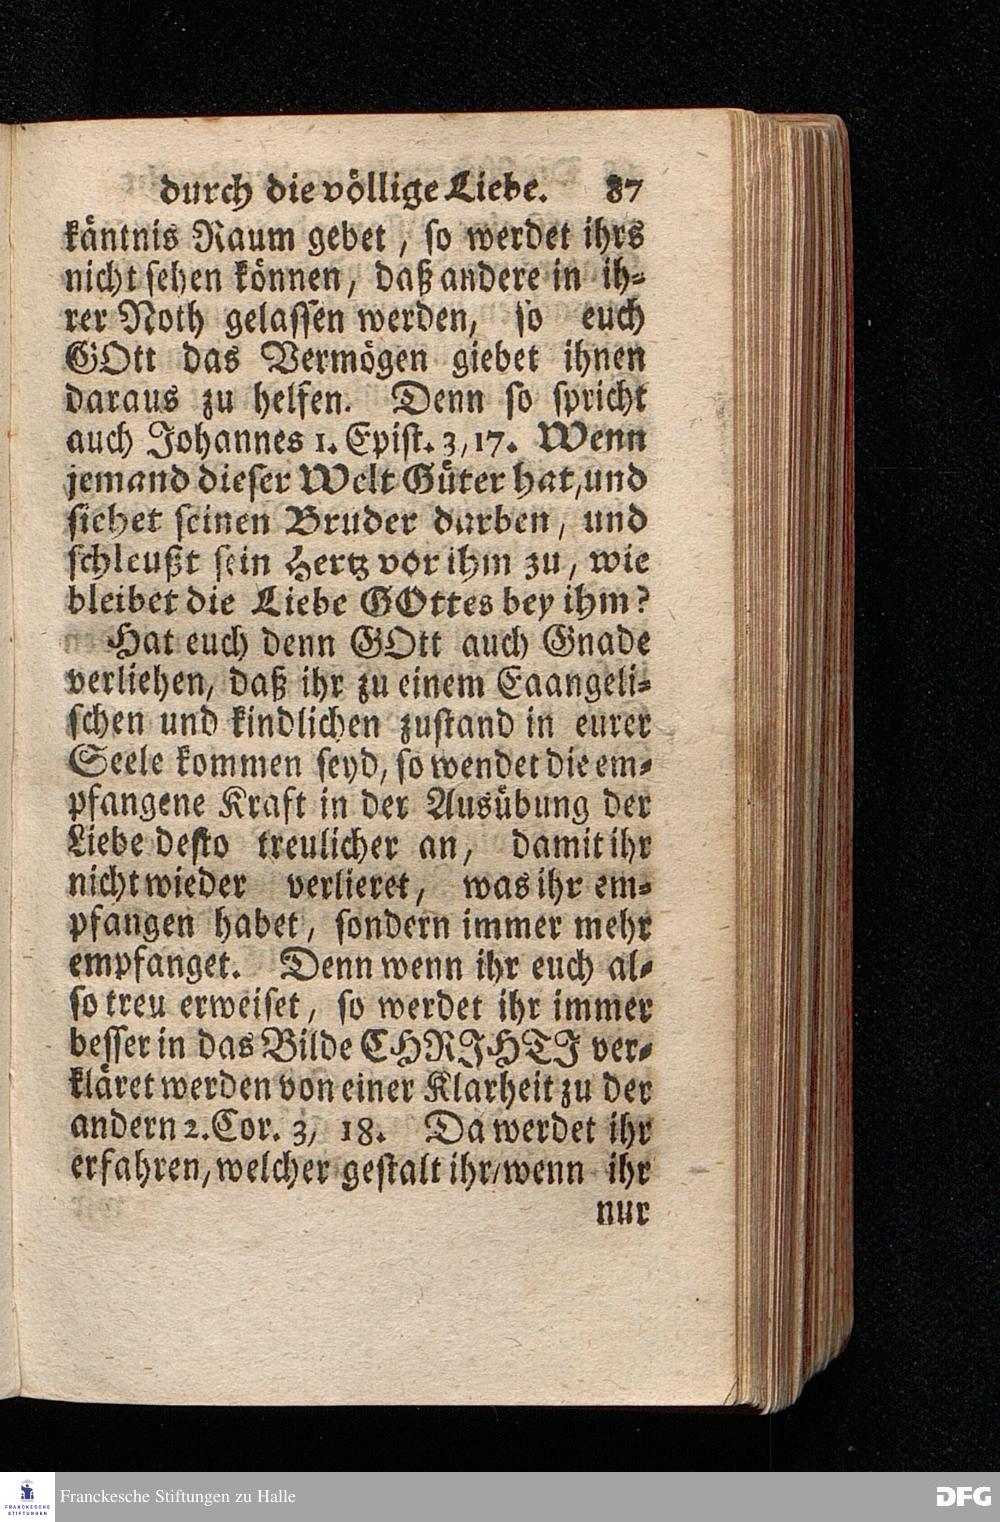 durch die völlige Liebe. 87
käntnis Raum gebet, so werdet ihrs
nicht sehen können, daß andere in ih-
rer Noth gelassen werden, so euch
GOtt das Vermögen giebet ihnen
daraus zu helfen. Denn so spricht
auch Johannes 1. Epist. 3, 17. Wenn
jemand dieser Welt Güter hat, und
siehet seinen Bruder darben, und
schleußt sein Hertz vor ihm zu, wie
bleibet die Liebe GOttes bey ihm?
Hat euch denn GOtt auch Gnade
verliehen, daß ihr zu einem Eaangeli-
schen und kindlichen zustand in eurer
Seele kommen seyd, so wendet die em-
pfangene Kraft in der Ausübung der
Liebe desto treulicher an, damit ihr
nicht wieder verlieret, was ihr em-
pfangen habet, sondern immer mehr
empfanget. Denn wenn ihr euch al-
so treu erweiset, so werdet ihr immer
besser in das Bilde CHRIHTI ver-
kläret werden von einer Klarheit zu der
andern 2. Cor. 3, 18. Da werdet ihr
erfahren, welcher gestalt ihr/ wenn ihr
nur
FRANCKESCHE
STIFTUNGEN
Franckesche Stiftungen zu Halle
DFG